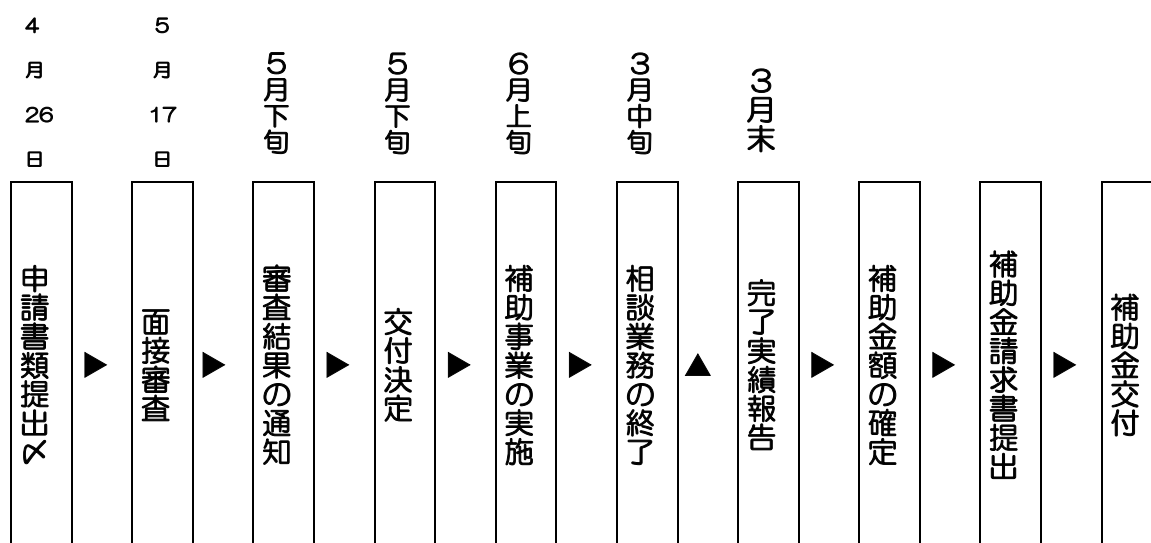 4月26日
申請書類提出〆
5月17日
面接審査
5月下旬
審査結果の通知
5月下旬
交付決定
6月上旬
補助事業の実施
3月中旬
相談業務の終了
3月末
完了実績報告
補助金額の確定
補助金請求書提出
補助金交付